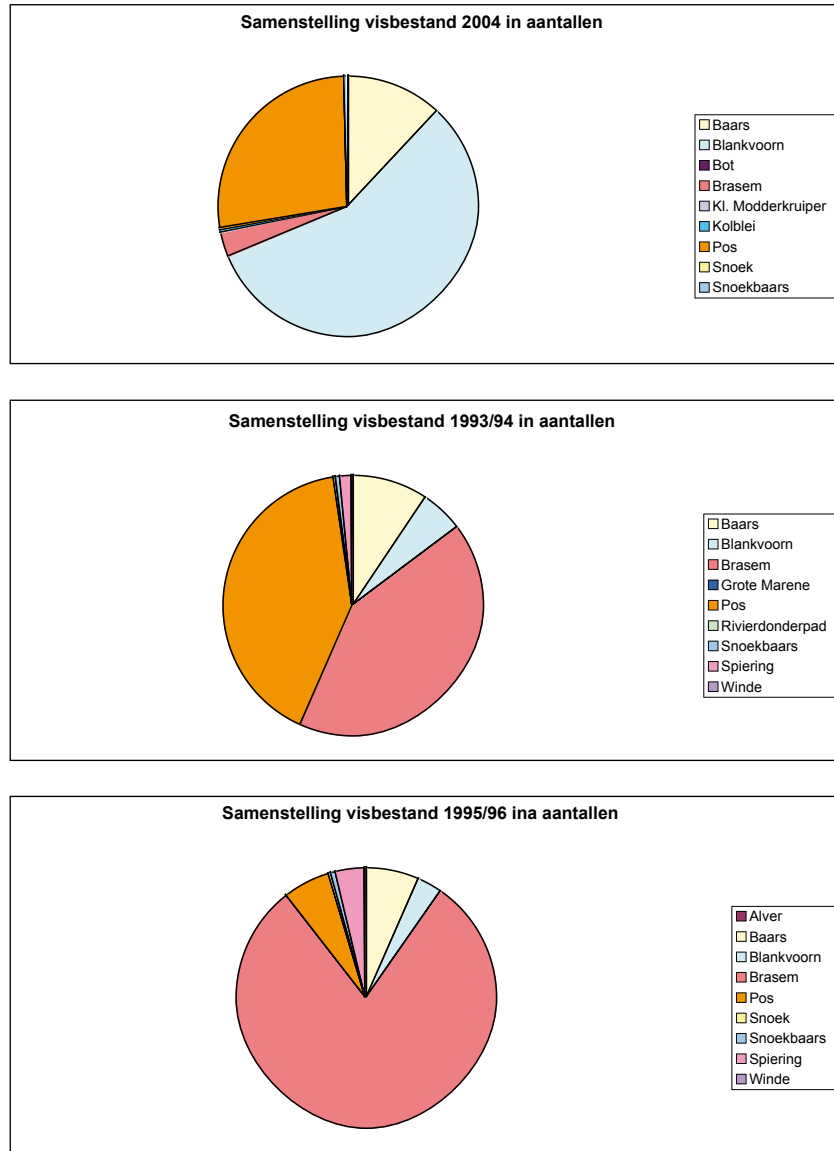 Samenstelling visbestand 2004 in aantallen
Baars
Blankvoorn
Bot
Brasem
Kl. Modderkruiper
Kolblei
Pos
Snoek
Snoekbaars
Samenstelling visbestand 1993/94 in aantallen
Baars
Blankvoorn
Brasem
Grote Marene
Pos
Rivierdonderpad
Snoekbaars
Spiering
Winde
Samenstelling visbestand 1995/96 ina aantallen
Alver
Baars
Blankvoorn
Brasem
Pos
Snoek
Snoekbaars
Spiering
Winde